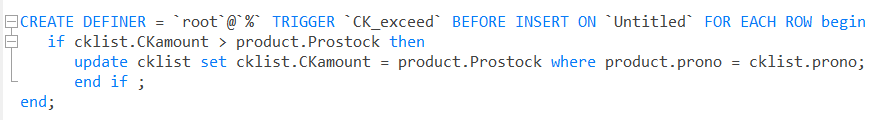 CREATE DEFINER = `root`@`%` TRIGGER `CK_exceed` BEFORE INSERT ON `Untitled` FOR EACH ROW begin
if cklist.CKamount > product.Prostock then
update cklist set cklist.CKamount = product.Prostock where product.prono = cklist.prono;
end if ;
end;